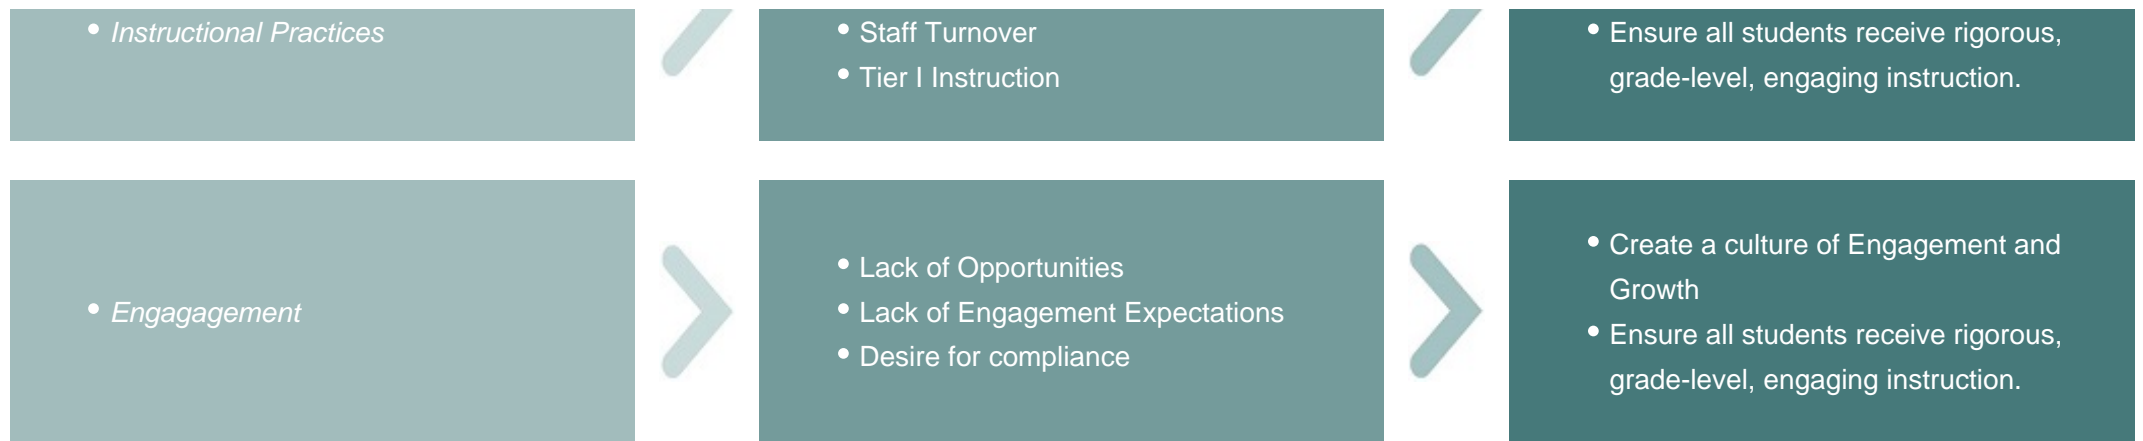 • Instructional Practices
• Staff Turnover
• Tier I Instruction
• Ensure all students receive rigorous,
grade-level, engaging instruction.
• Engagagement
• Lack of Opportunities
• Lack of Engagement Expectations
• Desire for compliance
• Create a culture of Engagement and
Growth
• Ensure all students receive rigorous,
grade-level, engaging instruction.